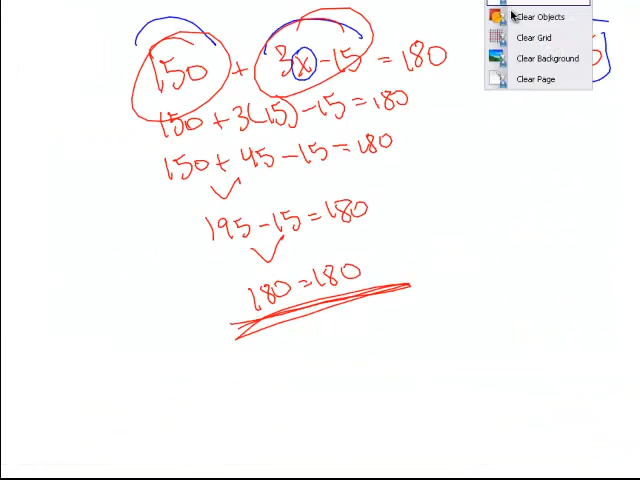 150 + 3x - 15 = 180
150 + 3(15) - 15 = 180
150 + 45 - 15 = 180
195 - 15 = 180
180 = 180
Clear Objects
Clear Grid
Clear Background
Clear Page